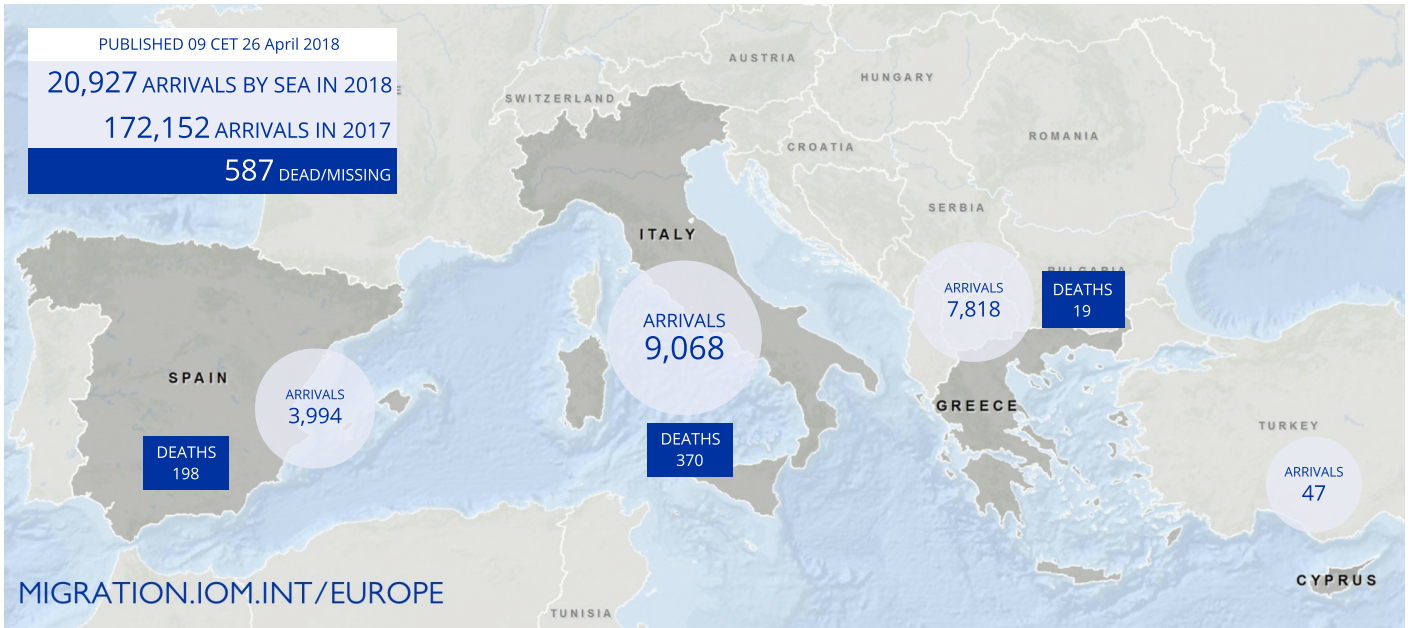 PUBLISHED 09 CET 26 April 2018
20,927 ARRIVALS BY SEA IN 2018
172,152 ARRIVALS IN 2017
587 DEAD/MISSING
AUSTRIA
HUNGARY
SWITZERLAND
ROMANIA
CROATIA
SERBIA
ITALY
BULGARIA
ARRIVALS
7,818
DEATHS
19
ARRIVALS
9,068
SPAIN
ARRIVALS
3,994
GREECE
TURKEY
DEATHS
198
DEATHS
370
ARRIVALS
47
CYPRUS
MIGRATION.IOM.INT/EUROPE
TUNISIA